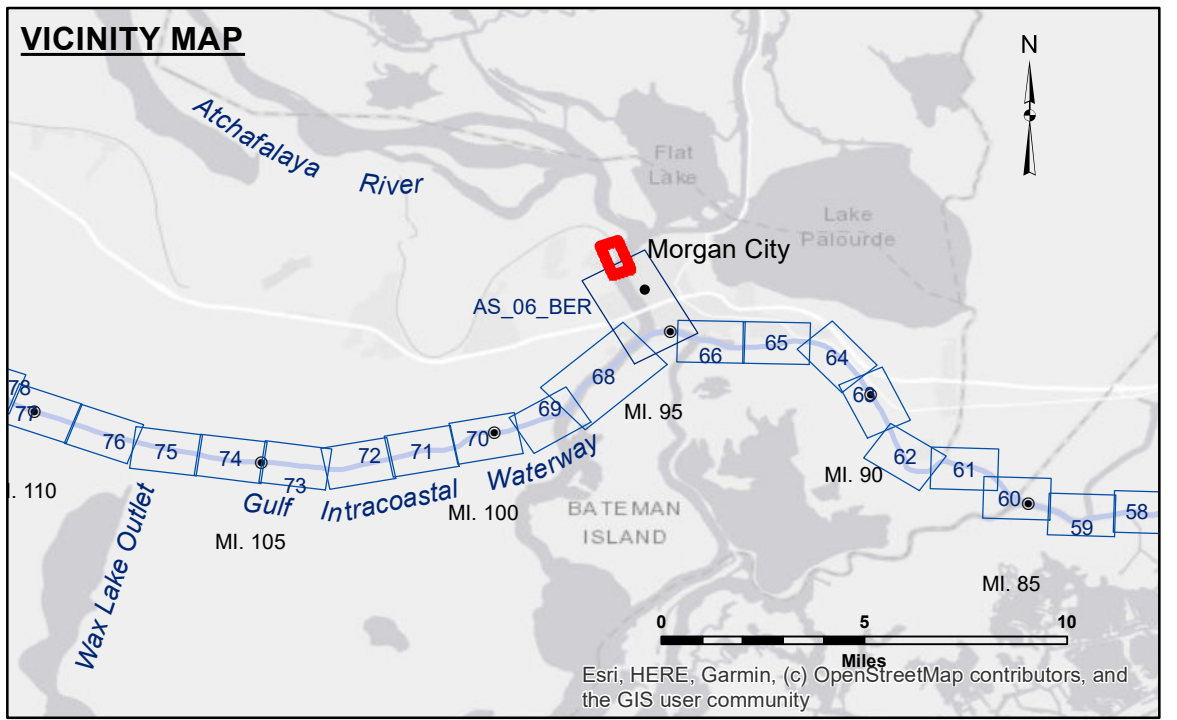 VICINITY MAP
N
Atchafalaya
River
Flat
Lake
Lake
Palourde
Morgan City
AS_06_BER
66
65
64
63
62
61
60
59
58
68
69
70
71
72
73
74
75
76
77
78
MI. 95
MI. 90
MI. 85
MI. 100
MI. 105
MI. 110
Gulf Intracoastal Waterway
Wax Lake Outlet
BATEMAN
ISLAND
0 5 10
Miles
Esri, HERE, Garmin, (c) OpenStreetMap contributors, and
the GIS user community